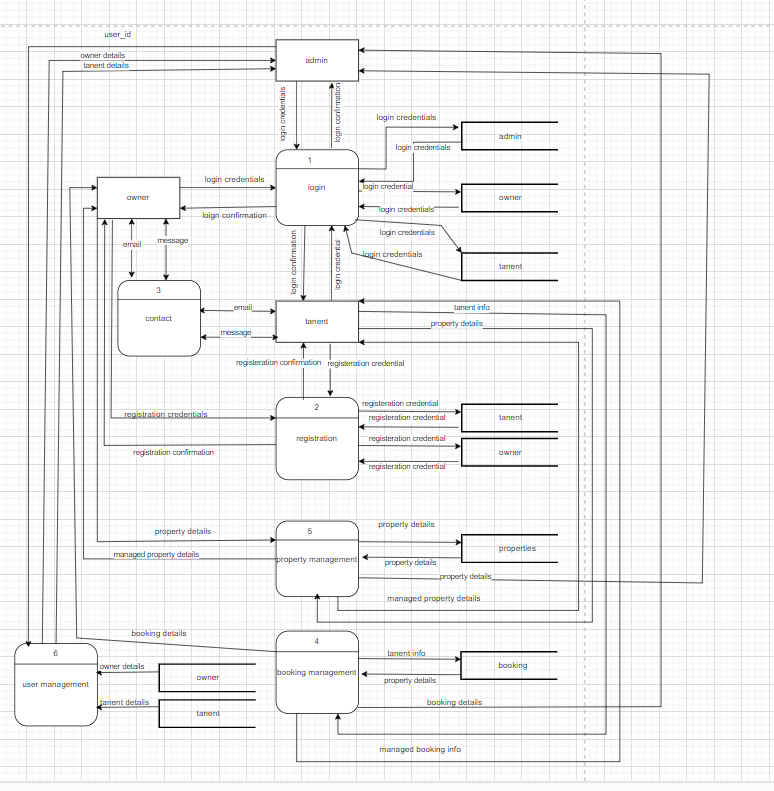 user_id
owner details
tanent details
admin
login credentials
login confirmation
login credentials
admin
login credentials
1
login
login credentials
owner
login credential
owner
loign confirmation
login credentials
login credentials
email
message
login confirmation
login credential
login credentials
tanent
3
contact
email
message
tanent
tanent info
property details
registeration confirmation
registeration credential
2
registration
registration credentials
registration confirmation
registeration credential
registeration credential
tanent
registeration credential
registeration credential
owner
property details
managed property details
5
property management
property details
properties
property details
property details
managed property details
booking details
4
booking management
tanent info
booking
property details
booking details
managed booking info
6
user management
owner details
owner
tanent details
tanent